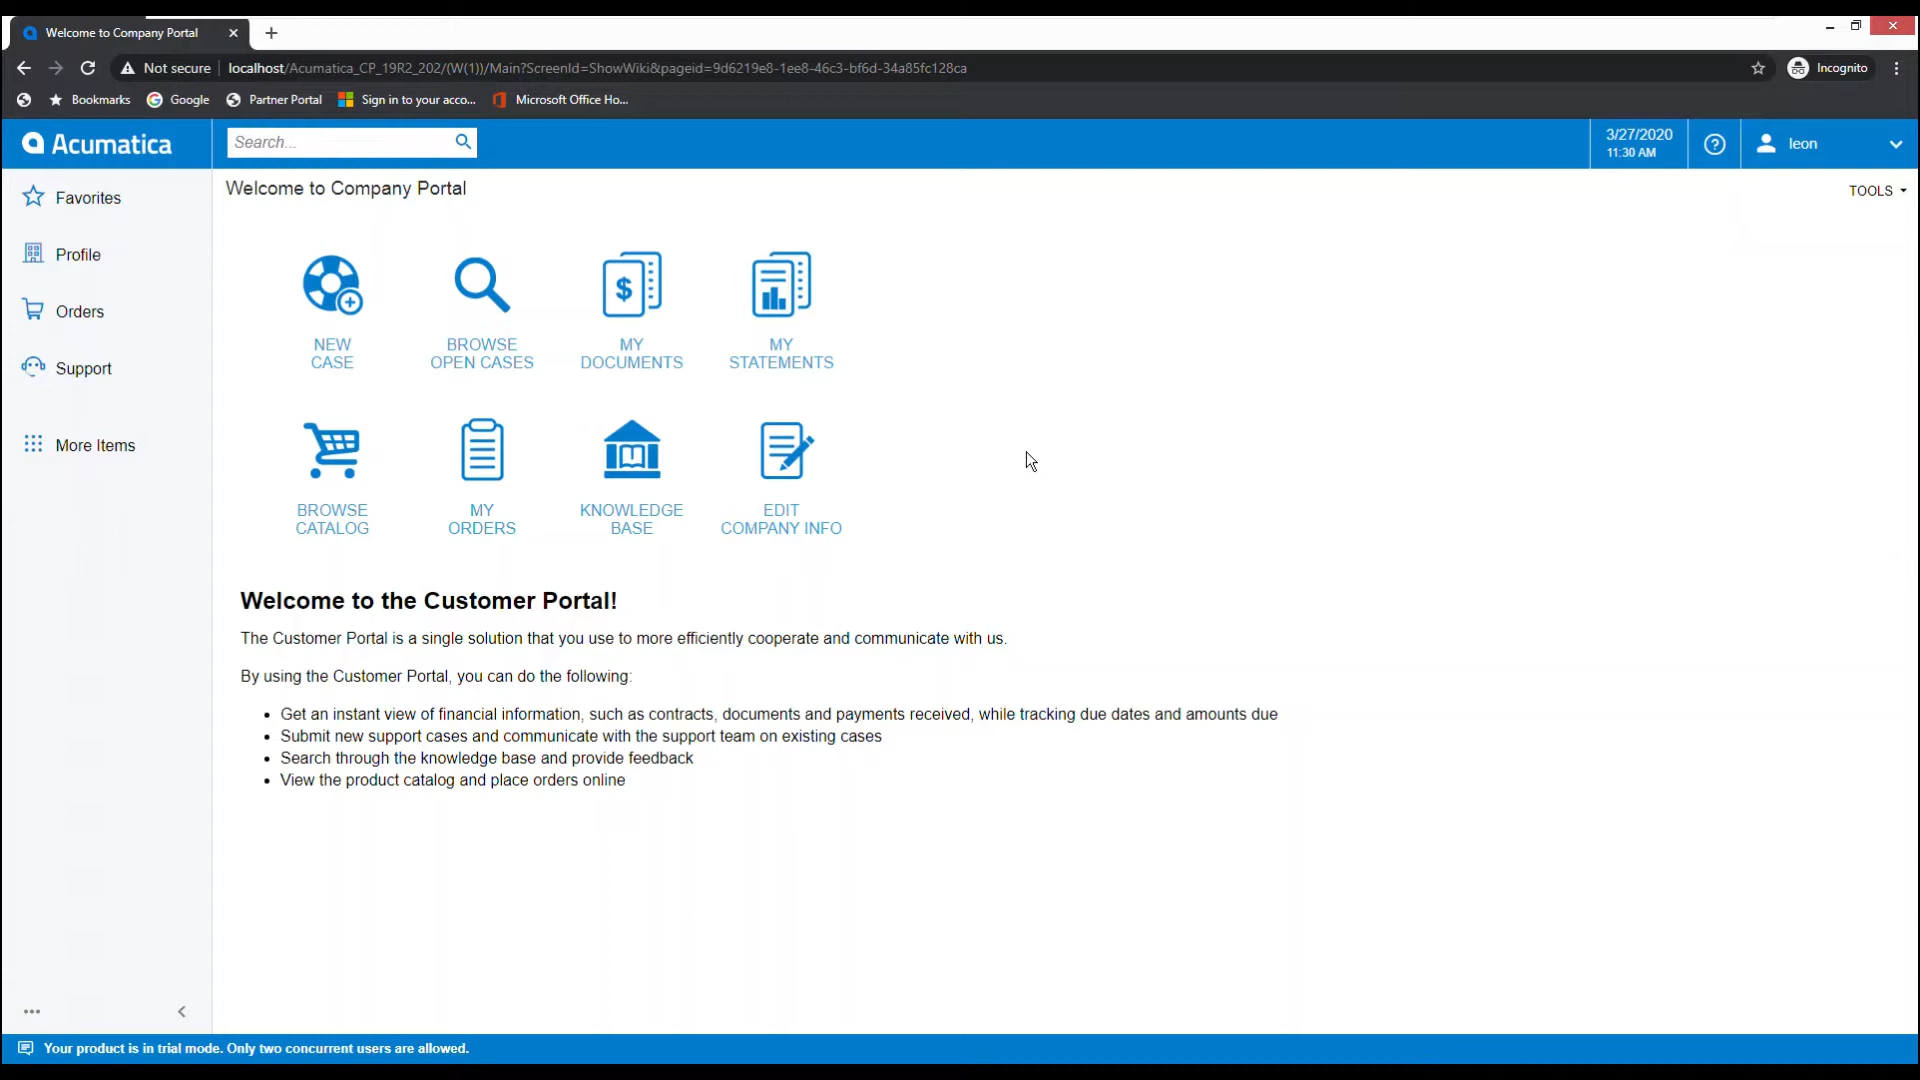 Welcome to Company Portal
Not secure
localhost/Acumatica_CP_19R2_202/(W(1))/Main?ScreenId=ShowWiki&pageid=9d6219e8-1ee8-46c3-bf6d-34a85fc128ca
Incognito
Bookmarks
Google
Partner Portal
Sign in to your acco...
Microsoft Office Ho...
Acumatica
Search...
3/27/2020
11:30 AM
leon
Favorites
Profile
Orders
Support
More Items
Welcome to Company Portal
TOOLS
NEW
CASE
BROWSE
OPEN CASES
MY
DOCUMENTS
MY
STATEMENTS
BROWSE
CATALOG
MY
ORDERS
KNOWLEDGE
BASE
EDIT
COMPANY INFO
Welcome to the Customer Portal!
The Customer Portal is a single solution that you use to more efficiently cooperate and communicate with us.
By using the Customer Portal, you can do the following:
• Get an instant view of financial information, such as contracts, documents and payments received, while tracking due dates and amounts due
• Submit new support cases and communicate with the support team on existing cases
• Search through the knowledge base and provide feedback
• View the product catalog and place orders online
Your product is in trial mode. Only two concurrent users are allowed.